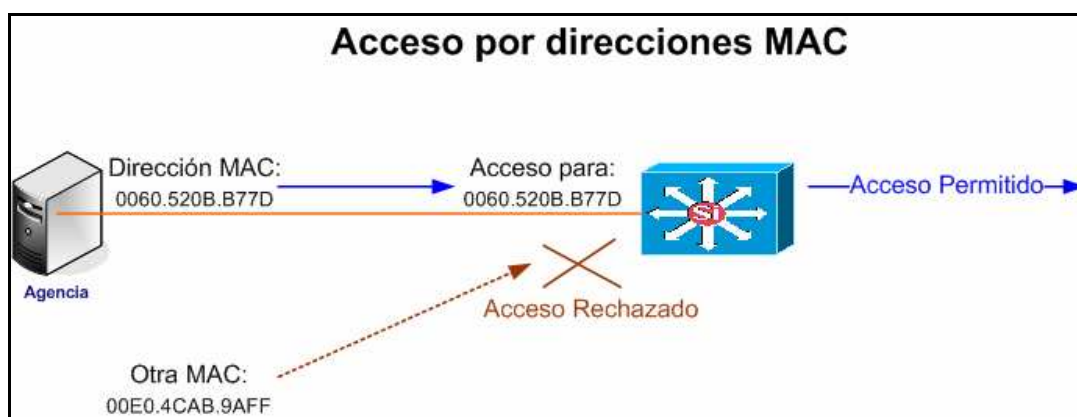 Acceso por direcciones MAC
Dirección MAC:
0060.520B.B77D
Acceso para:
0060.520B.B77D
Si
Acceso Permitido
Agencia
Acceso Rechazado
Otra MAC:
00E0.4CAB.9AFF